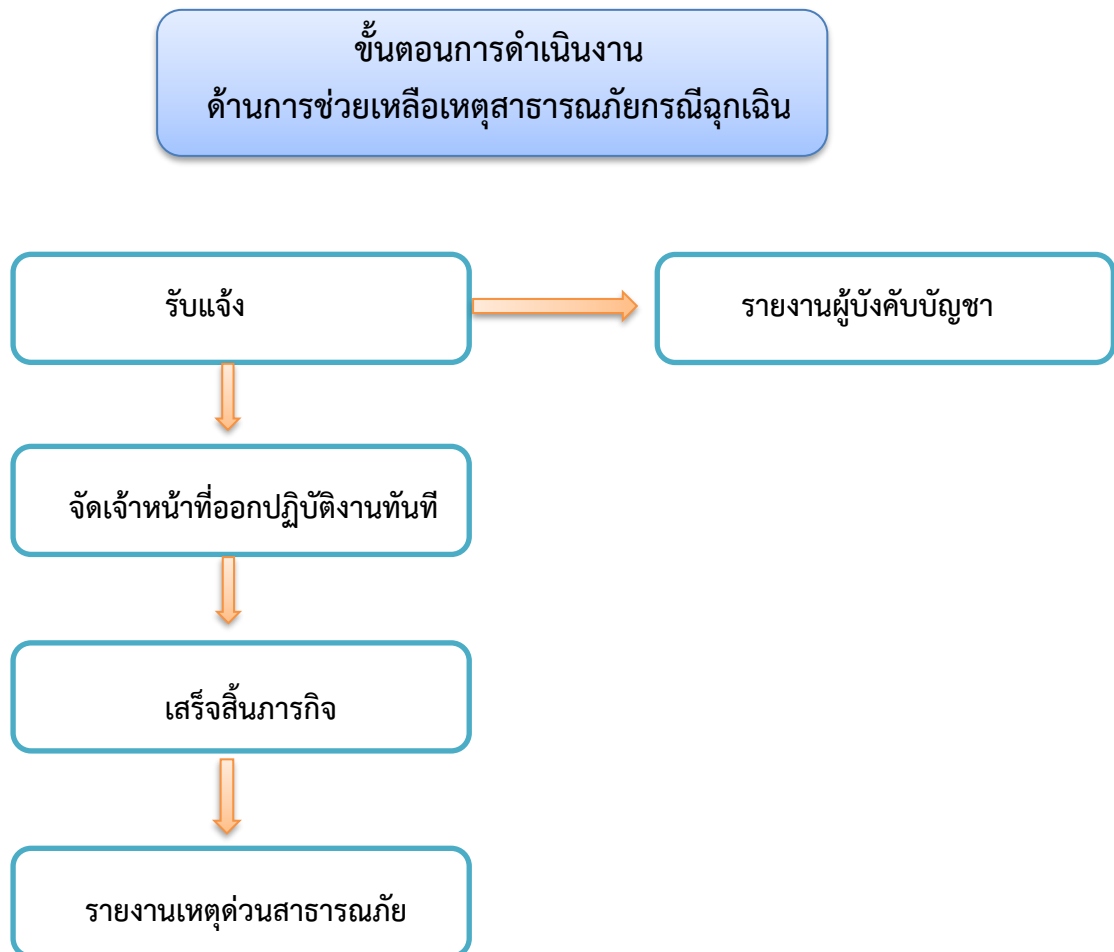 ขั้นตอนการดำเนินงาน
ด้านการช่วยเหลือเหตุสาธารณภัยกรณีฉุกเฉิน
รับแจ้ง
รายงานผู้บังคับบัญชา
จัดเจ้าหน้าที่ออกปฏิบัติงานทันที
เสร็จสิ้นภารกิจ
รายงานเหตุด่วนสาธารณภัย